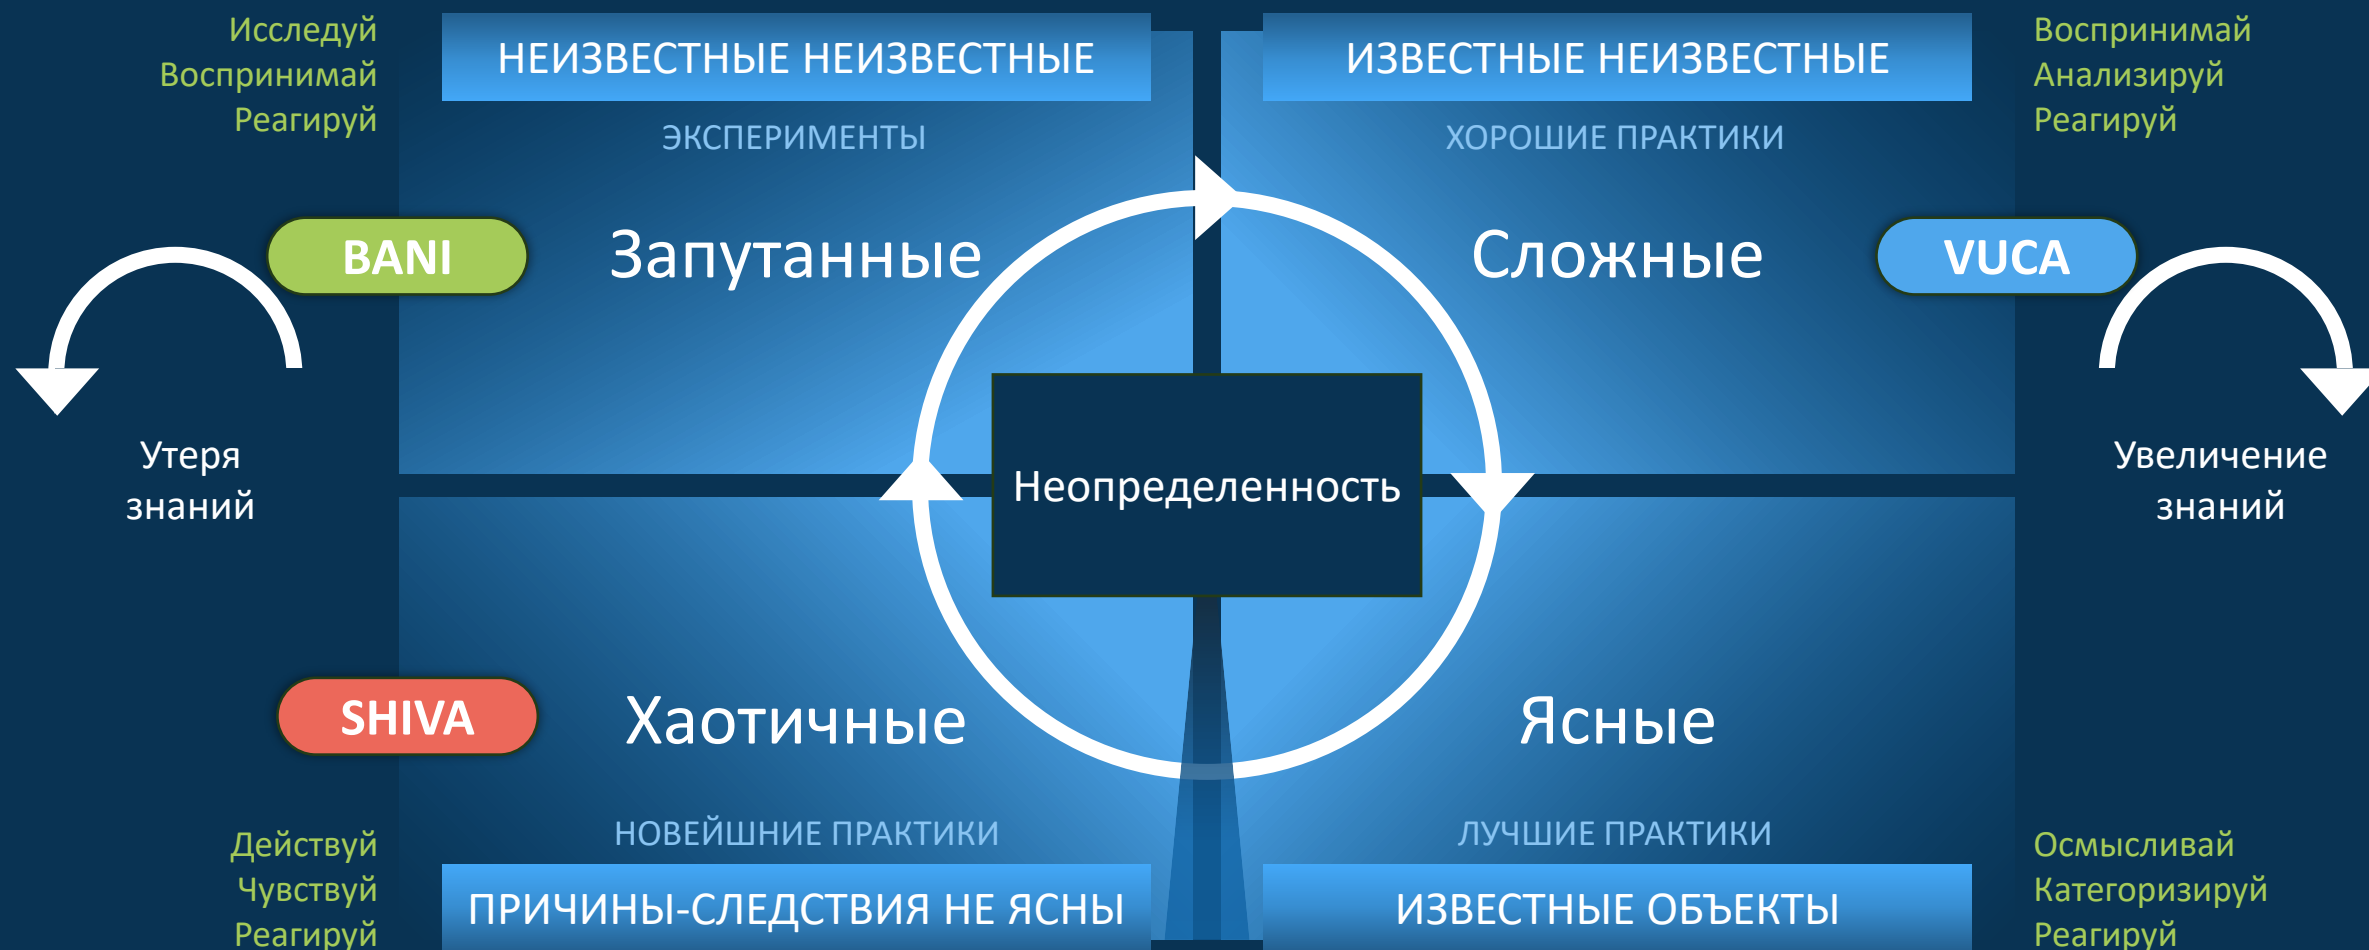 Исследуй
Воспринимай
Реагируй
НЕИЗВЕСТНЫЕ НЕИЗВЕСТНЫЕ
ЭКСПЕРИМЕНТЫ
ИЗВЕСТНЫЕ НЕИЗВЕСТНЫЕ
ХОРОШИЕ ПРАКТИКИ
Воспринимай
Анализируй
Реагируй
BANI
Запутанные
Сложные
VUCA
Утеря
знаний
Неопределенность
Увеличение
знаний
SHIVA
Хаотичные
Ясные
НОВЕЙШНИЕ ПРАКТИКИ
ЛУЧШИЕ ПРАКТИКИ
Действуй
Чувствуй
Реагируй
ПРИЧИНЫ-СЛЕДСТВИЯ НЕ ЯСНЫ
ИЗВЕСТНЫЕ ОБЪЕКТЫ
Осмысливай
Категоризируй
Реагируй